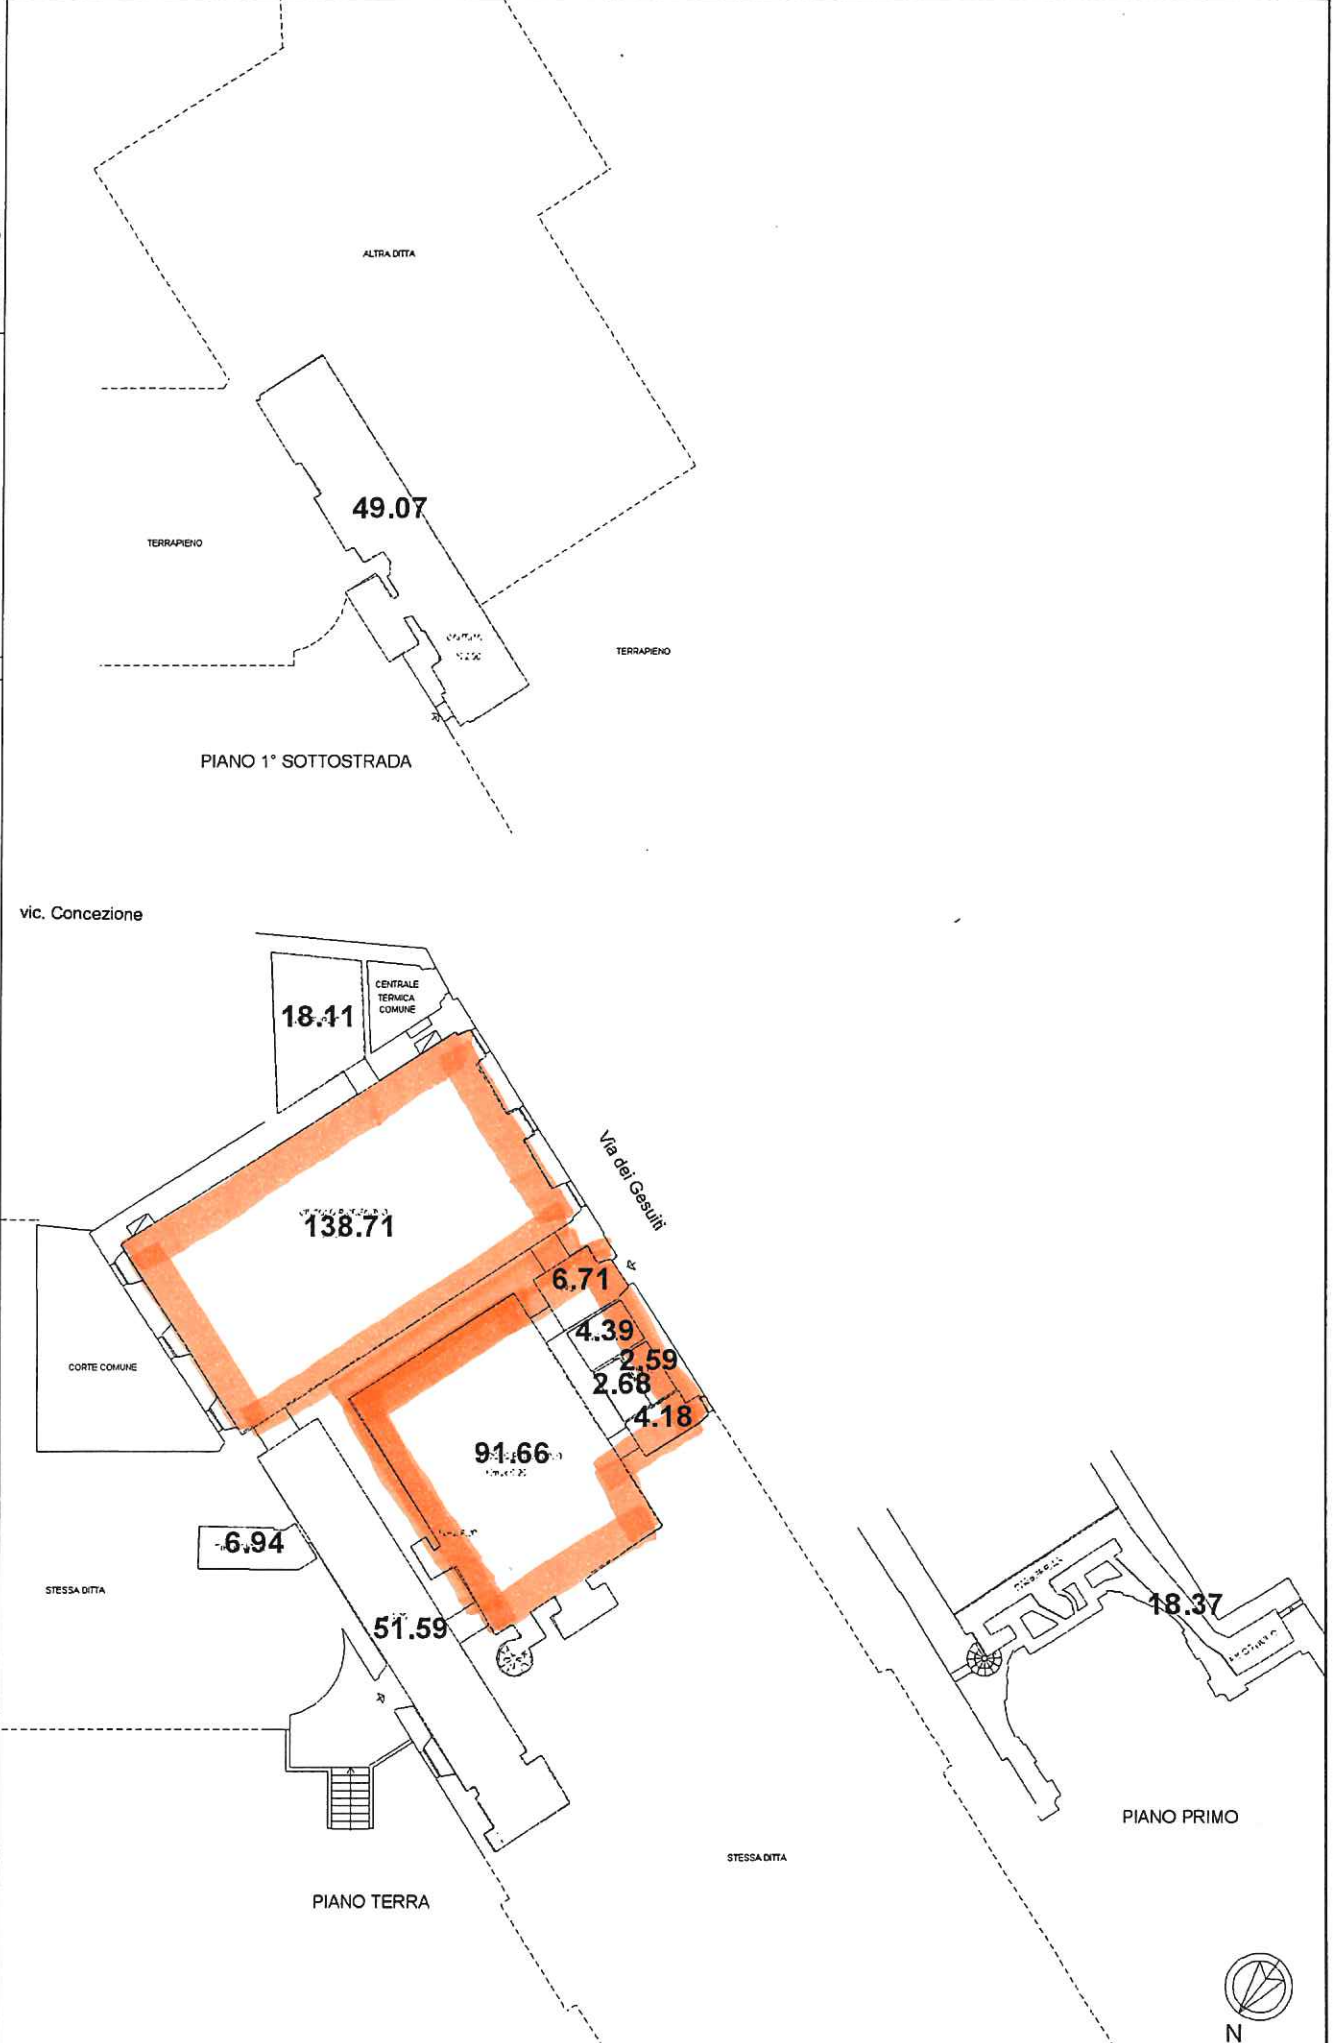 ALTRA DITTA
49.07
TERRAPIENO
TERRAPIENO
PIANO 1° SOTTOSTRADA
vic. Concezione
CENTRALE
TERMICA
COMUNE
18.11
Via dei Gesuiti
138.71
6.71
4.39
2.59
2.68
4.18
CORTE COMUNE
91.66
6.94
STESSA DITTA
51.59
18.37
PIANO PRIMO
STESSA DITTA
PIANO TERRA
N